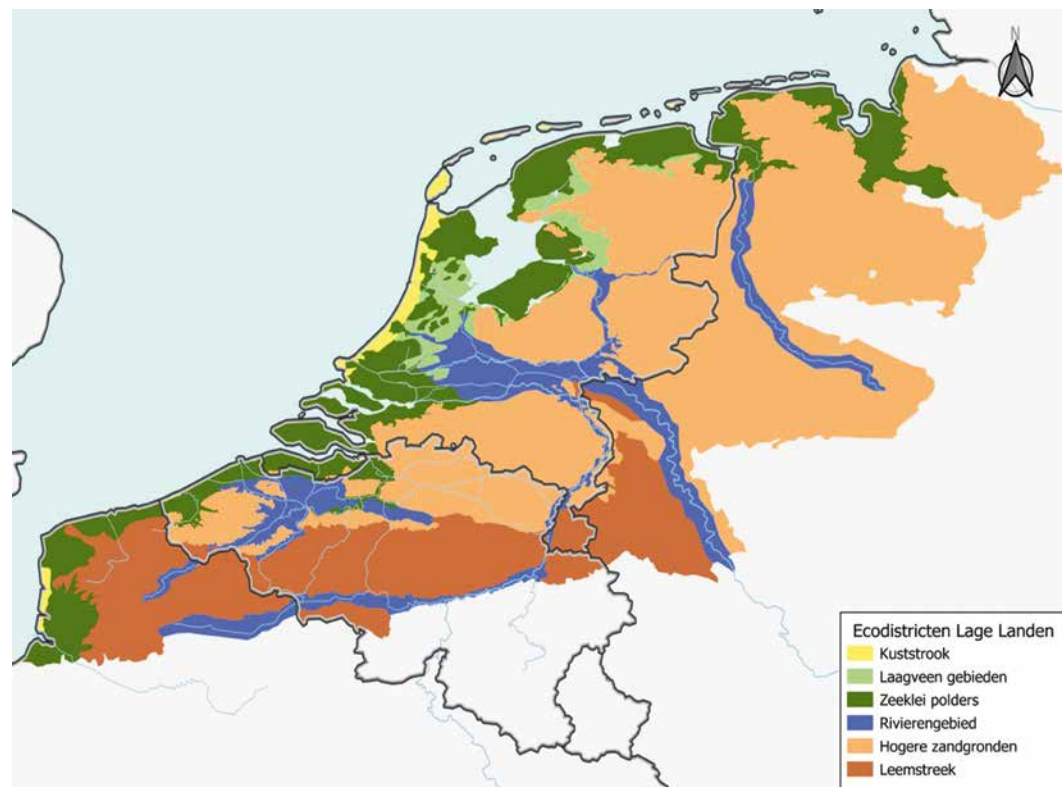 N
Ecodistricten Lage Landen
Kuststrook
Laagveen gebieden
Zeeklei polders
Rivierengebied
Hogere zandgronden
Leemstreek